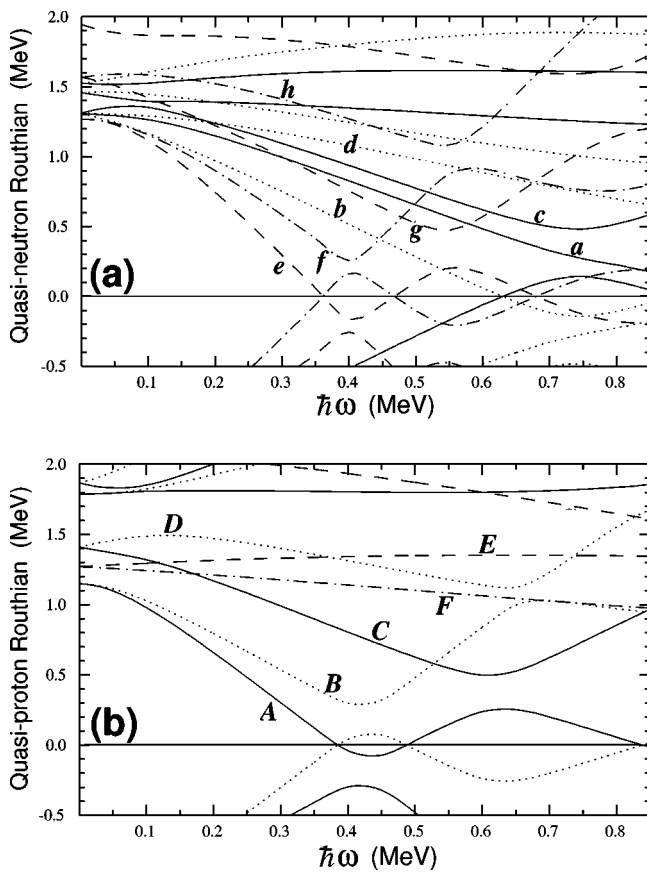 Quasi-neutron Routhian (MeV)
2.0
1.5
1.0
0.5
0.0
-0.5
h
d
b
c
g
a
f
e
(a)
0.1 0.2 0.3 0.4 0.5 0.6 0.7 0.8
ħω (MeV)
Quasi-proton Routhian (MeV)
2.0
1.5
1.0
0.5
0.0
-0.5
D
E
F
C
B
A
(b)
0.1 0.2 0.3 0.4 0.5 0.6 0.7 0.8
ħω (MeV)